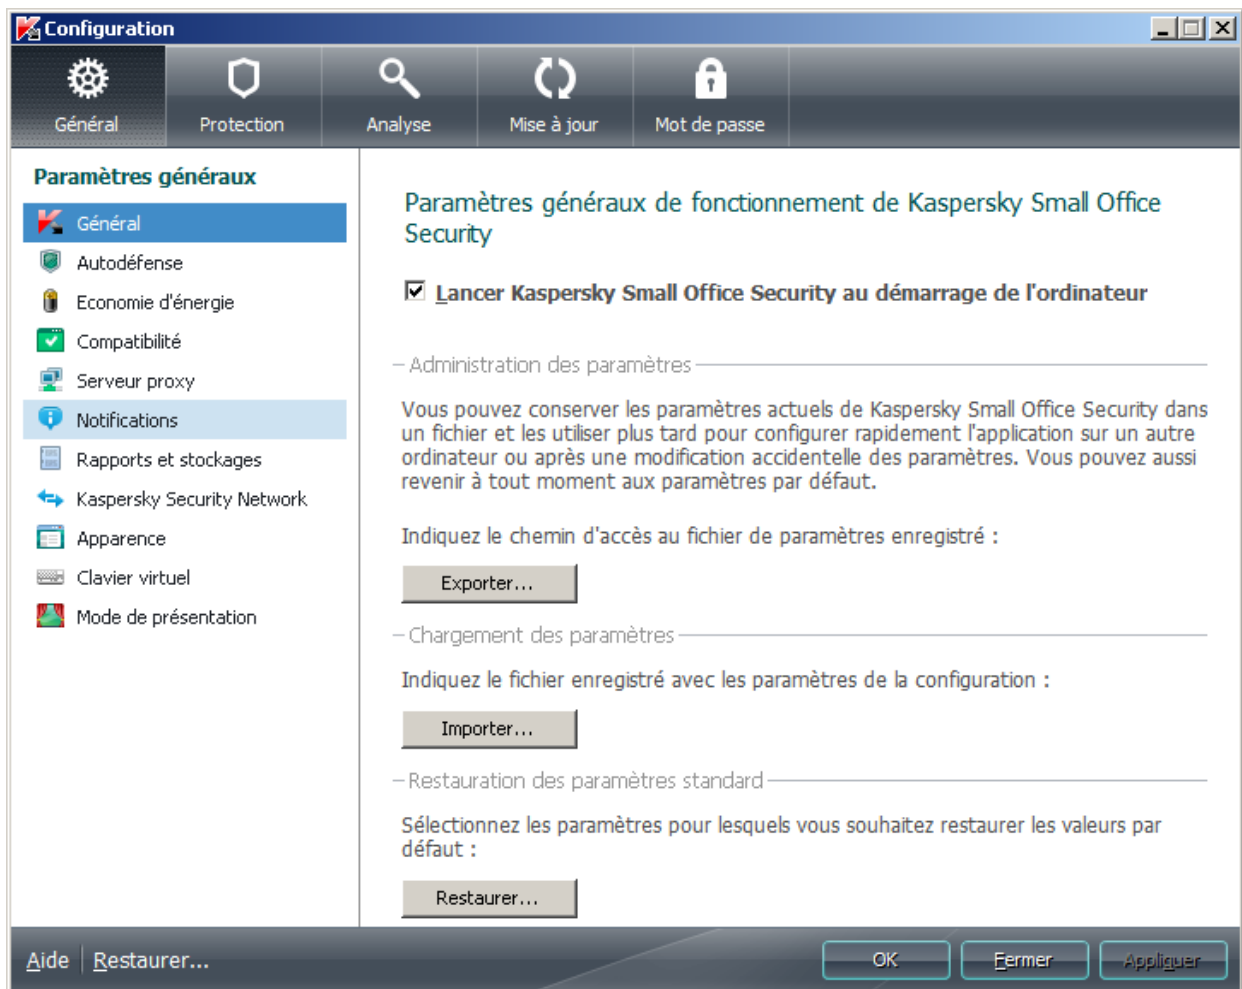 Configuration
Général
Protection
Analyse
Mise à jour
Mot de passe
Paramètres généraux
Général
Autodéfense
Economie d'énergie
Compatibilité
Serveur proxy
Notifications
Rapports et stockages
Kaspersky Security Network
Apparence
Clavier virtuel
Mode de présentation
Paramètres généraux de fonctionnement de Kaspersky Small Office
Security
Lancer Kaspersky Small Office Security au démarrage de l'ordinateur
Administration des paramètres
Vous pouvez conserver les paramètres actuels de Kaspersky Small Office Security dans
un fichier et les utiliser plus tard pour configurer rapidement l'application sur un autre
ordinateur ou après une modification accidentelle des paramètres. Vous pouvez aussi
revenir à tout moment aux paramètres par défaut.
Indiquez le chemin d'accès au fichier de paramètres enregistré :
Exporter...
Chargement des paramètres
Indiquez le fichier enregistré avec les paramètres de la configuration :
Importer...
Restauration des paramètres standard
Sélectionnez les paramètres pour lesquels vous souhaitez restaurer les valeurs par
défaut :
Restaurer...
Aide
Restaurer...
OK
Fermer
Appliquer